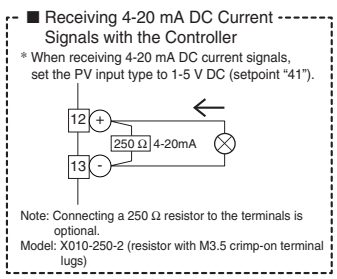 ■ Receiving 4-20 mA DC Current
Signals with the Controller
* When receiving 4-20 mA DC current signals,
set the PV input type to 1-5 V DC (setpoint "41").
12 +
250 Ω 4-20mA
13 -
Note: Connecting a 250 Ω resistor to the terminals is
optional.
Model: X010-250-2 (resistor with M3.5 crimp-on terminal
lugs)